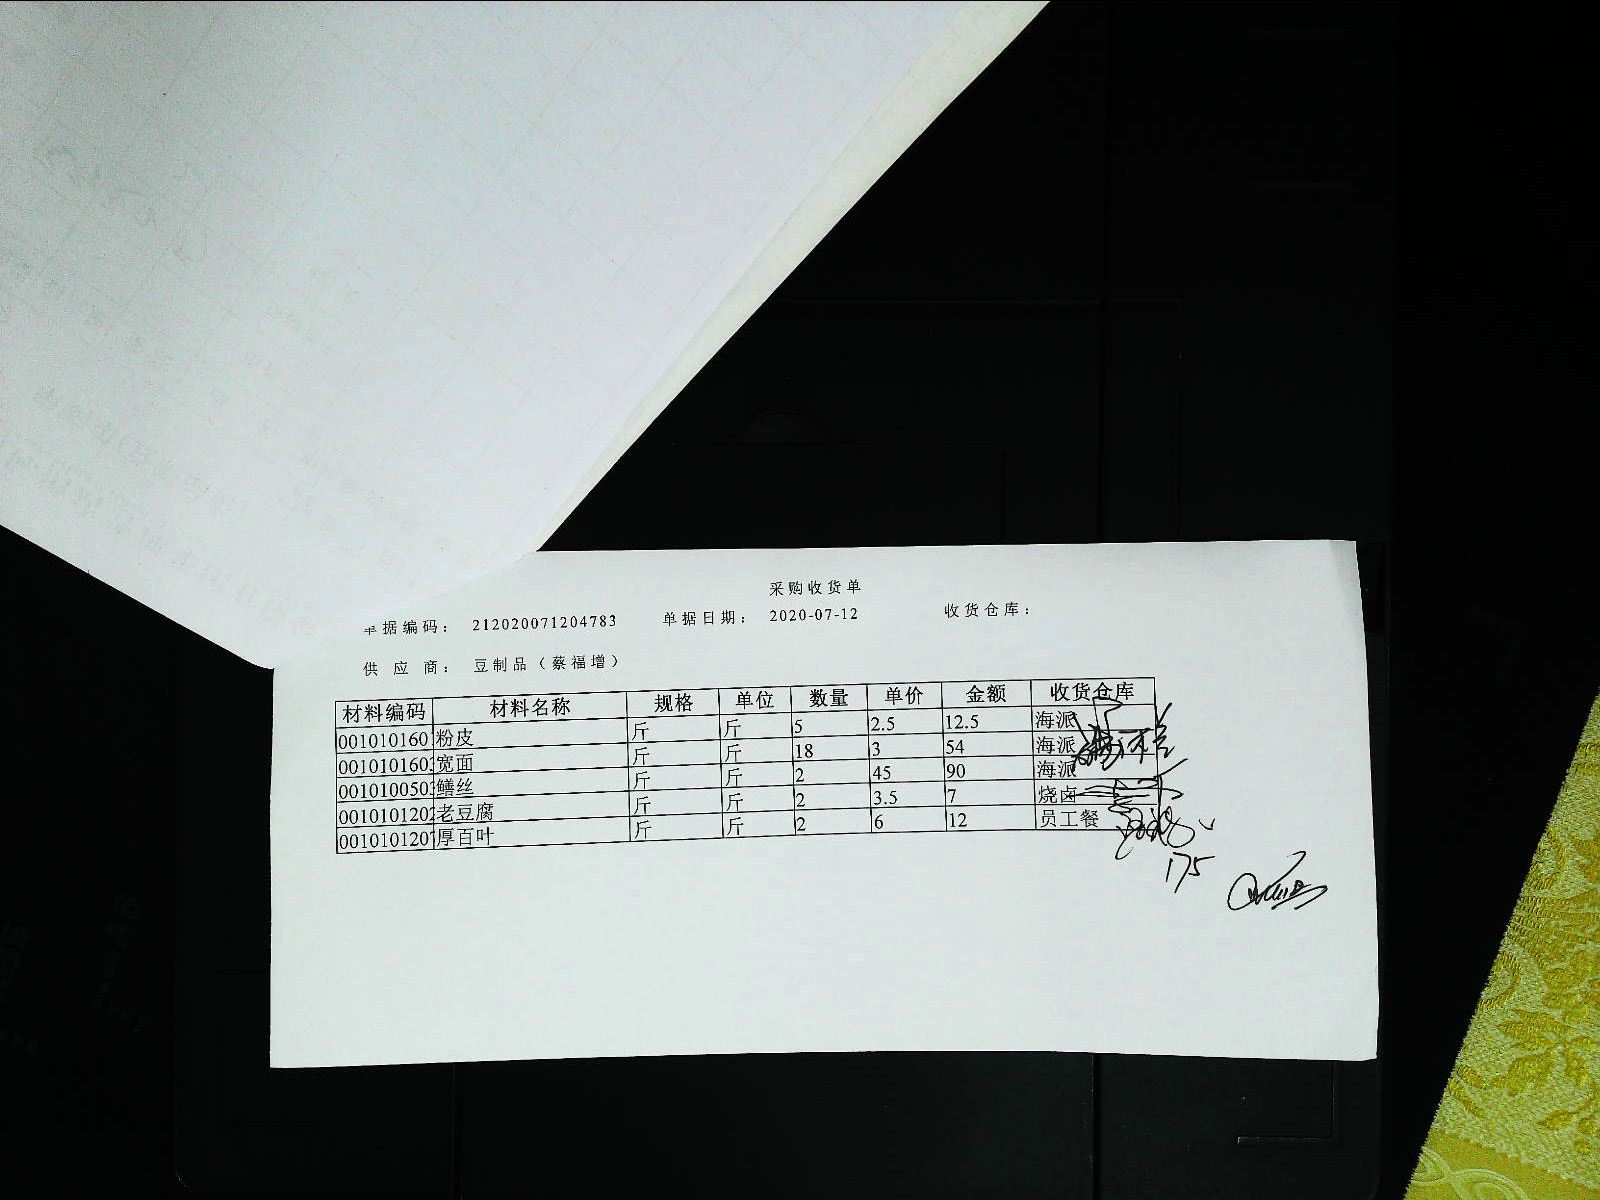 采购收货单
单据编码： 212020071204783 单据日期： 2020-07-12 收货仓库：
供应商： 豆制品（蔡福增）
材料编码 材料名称 规格 单位 数量 单价 金额 收货仓库
001010160 粉皮 斤 斤 5 2.5 12.5 海派
001010160 宽面 斤 斤 18 3 54 海派
001010050 鳝丝 斤 斤 2 45 90 海派
001010120 老豆腐 斤 斤 2 3.5 7 烧卤
001010120 厚百叶 斤 斤 2 6 12 员工餐
175